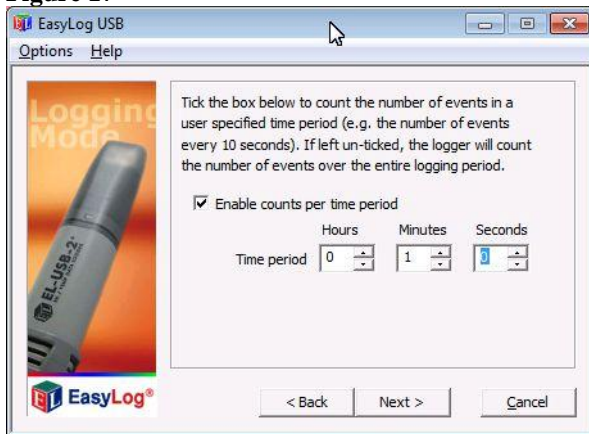 EasyLog USB
Options Help
Logging
Mode
EL-USB-2
EasyLog®
Tick the box below to count the number of events in a
user specified time period (e.g. the number of events
every 10 seconds). If left un-ticked, the logger will count
the number of events over the entire logging period.
Enable counts per time period
Hours Minutes Seconds
Time period 0 1 0
< Back Next > Cancel